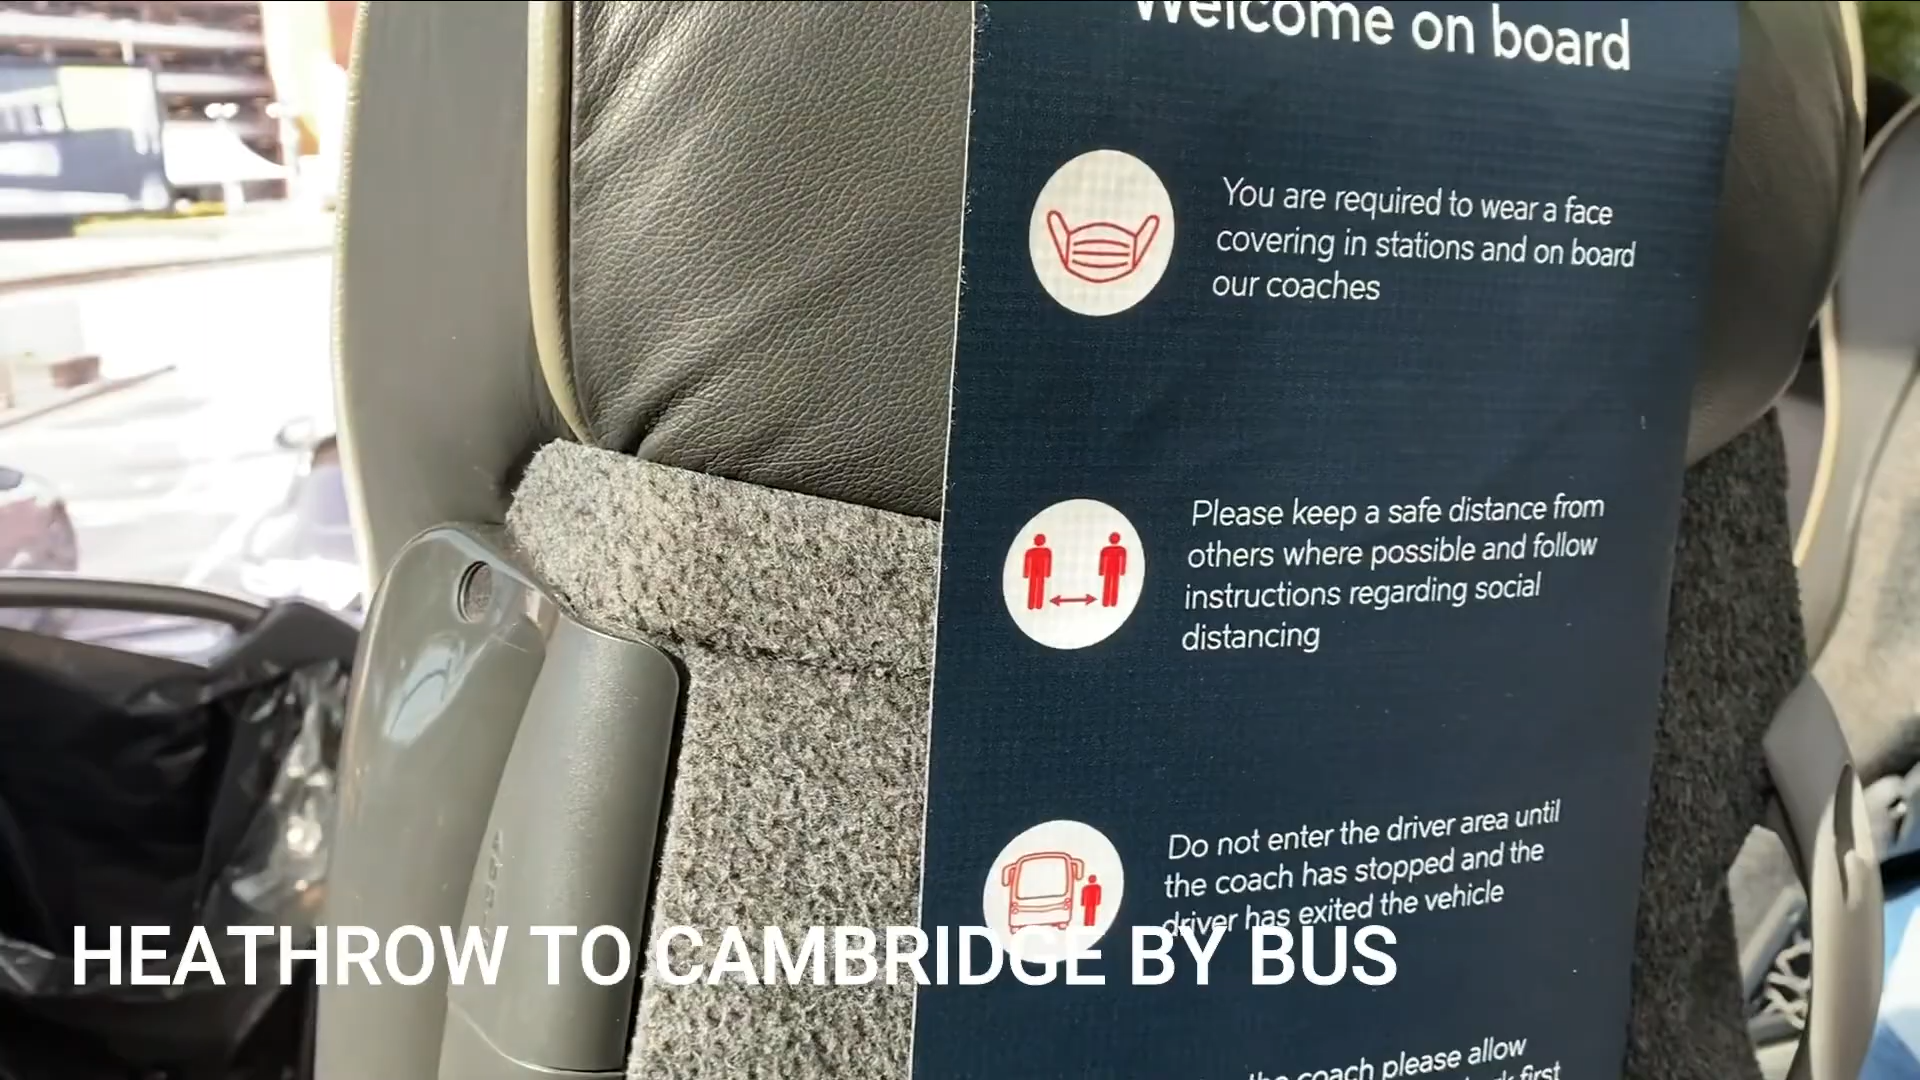 Welcome on board
You are required to wear a face
covering in stations and on board
our coaches
Please keep a safe distance from
others where possible and follow
instructions regarding social
distancing
Do not enter the driver area until
the coach has stopped and the
driver has exited the vehicle
HEATHROW TO CAMBRIDGE BY BUS
the coach please allow
first